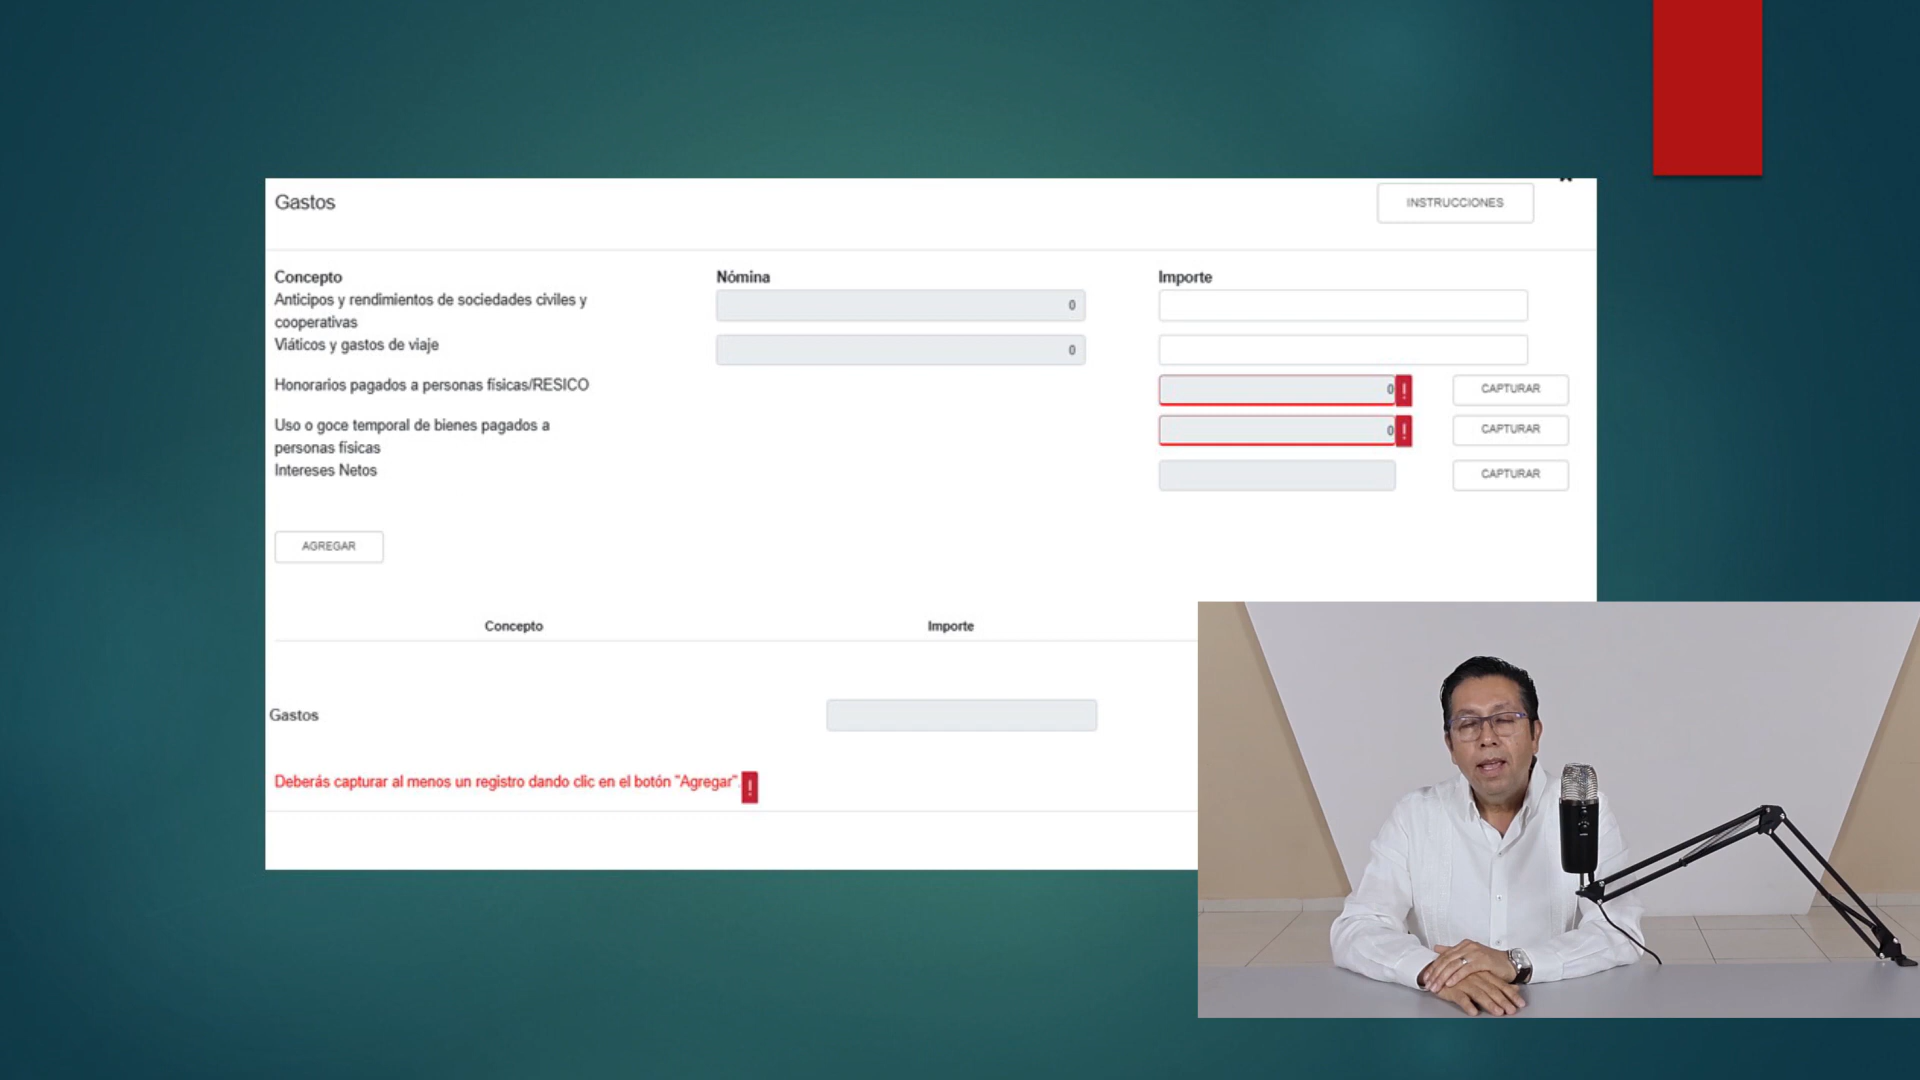 Gastos
INSTRUCCIONES
Concepto
Nómina
Importe
Anticipos y rendimientos de sociedades civiles y
cooperativas
0
Viáticos y gastos de viaje
0
Honorarios pagados a personas físicas/RESICO
0
!
CAPTURAR
Uso o goce temporal de bienes pagados a
personas físicas
0
!
CAPTURAR
Intereses Netos
CAPTURAR
AGREGAR
Concepto
Importe
Gastos
Deberás capturar al menos un registro dando clic en el botón "Agregar".
!